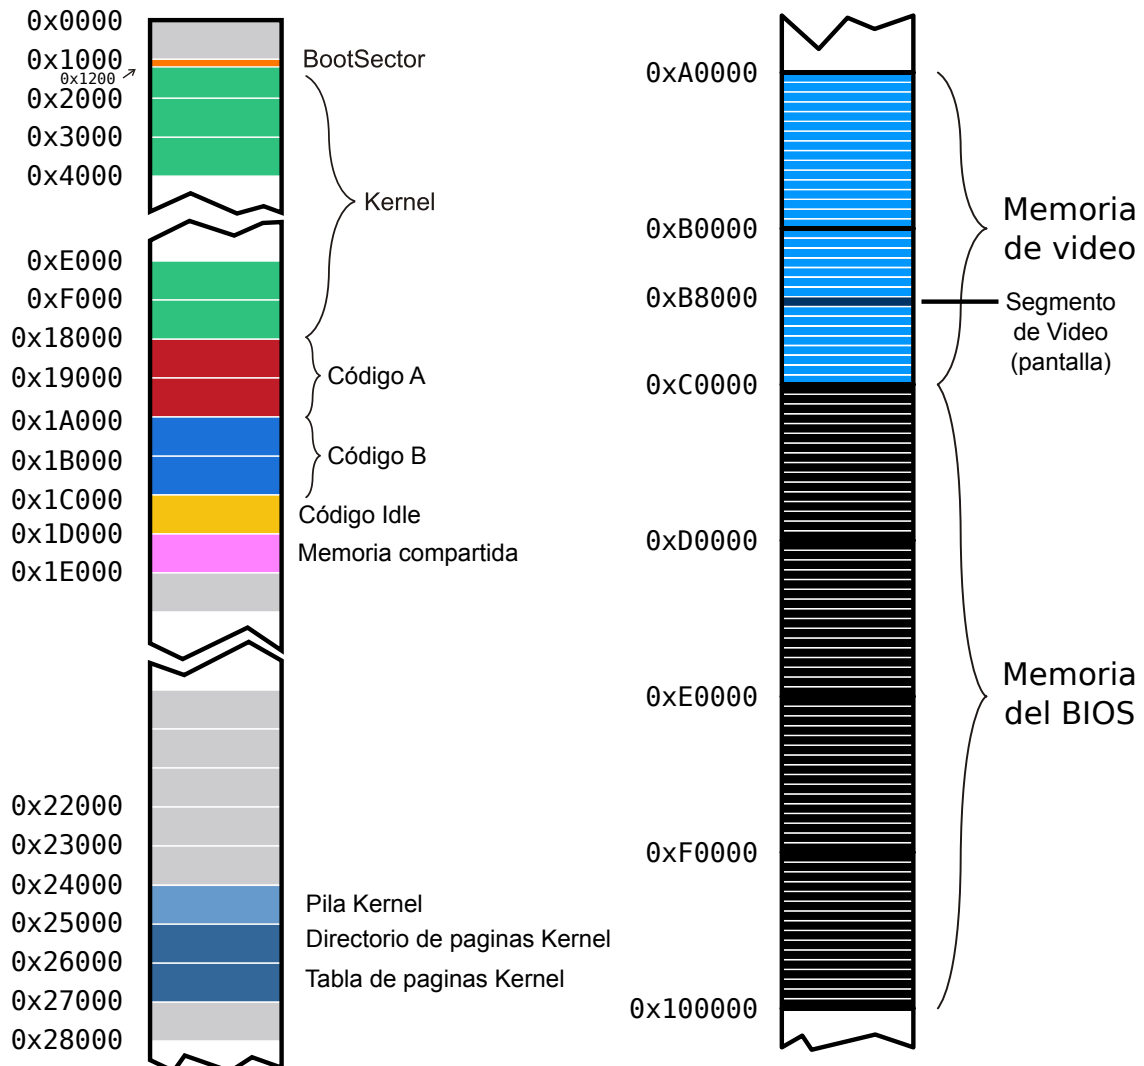 0x0000
0x1000
BootSector
0x1200
0x2000
0x3000
0x4000
Kernel
0xE000
0xF000
0x18000
0x19000
Código A
0x1A000
0x1B000
Código B
0x1C000
Código Idle
0x1D000
Memoria compartida
0x1E000
0x22000
0x23000
0x24000
Pila Kernel
0x25000
Directorio de paginas Kernel
0x26000
Tabla de paginas Kernel
0x27000
0x28000
0xA0000
0xB0000
Memoria
de video
0xB8000
Segmento
de Video
(pantalla)
0xC0000
0xD0000
0xE0000
Memoria
del BIOS
0xF0000
0x100000